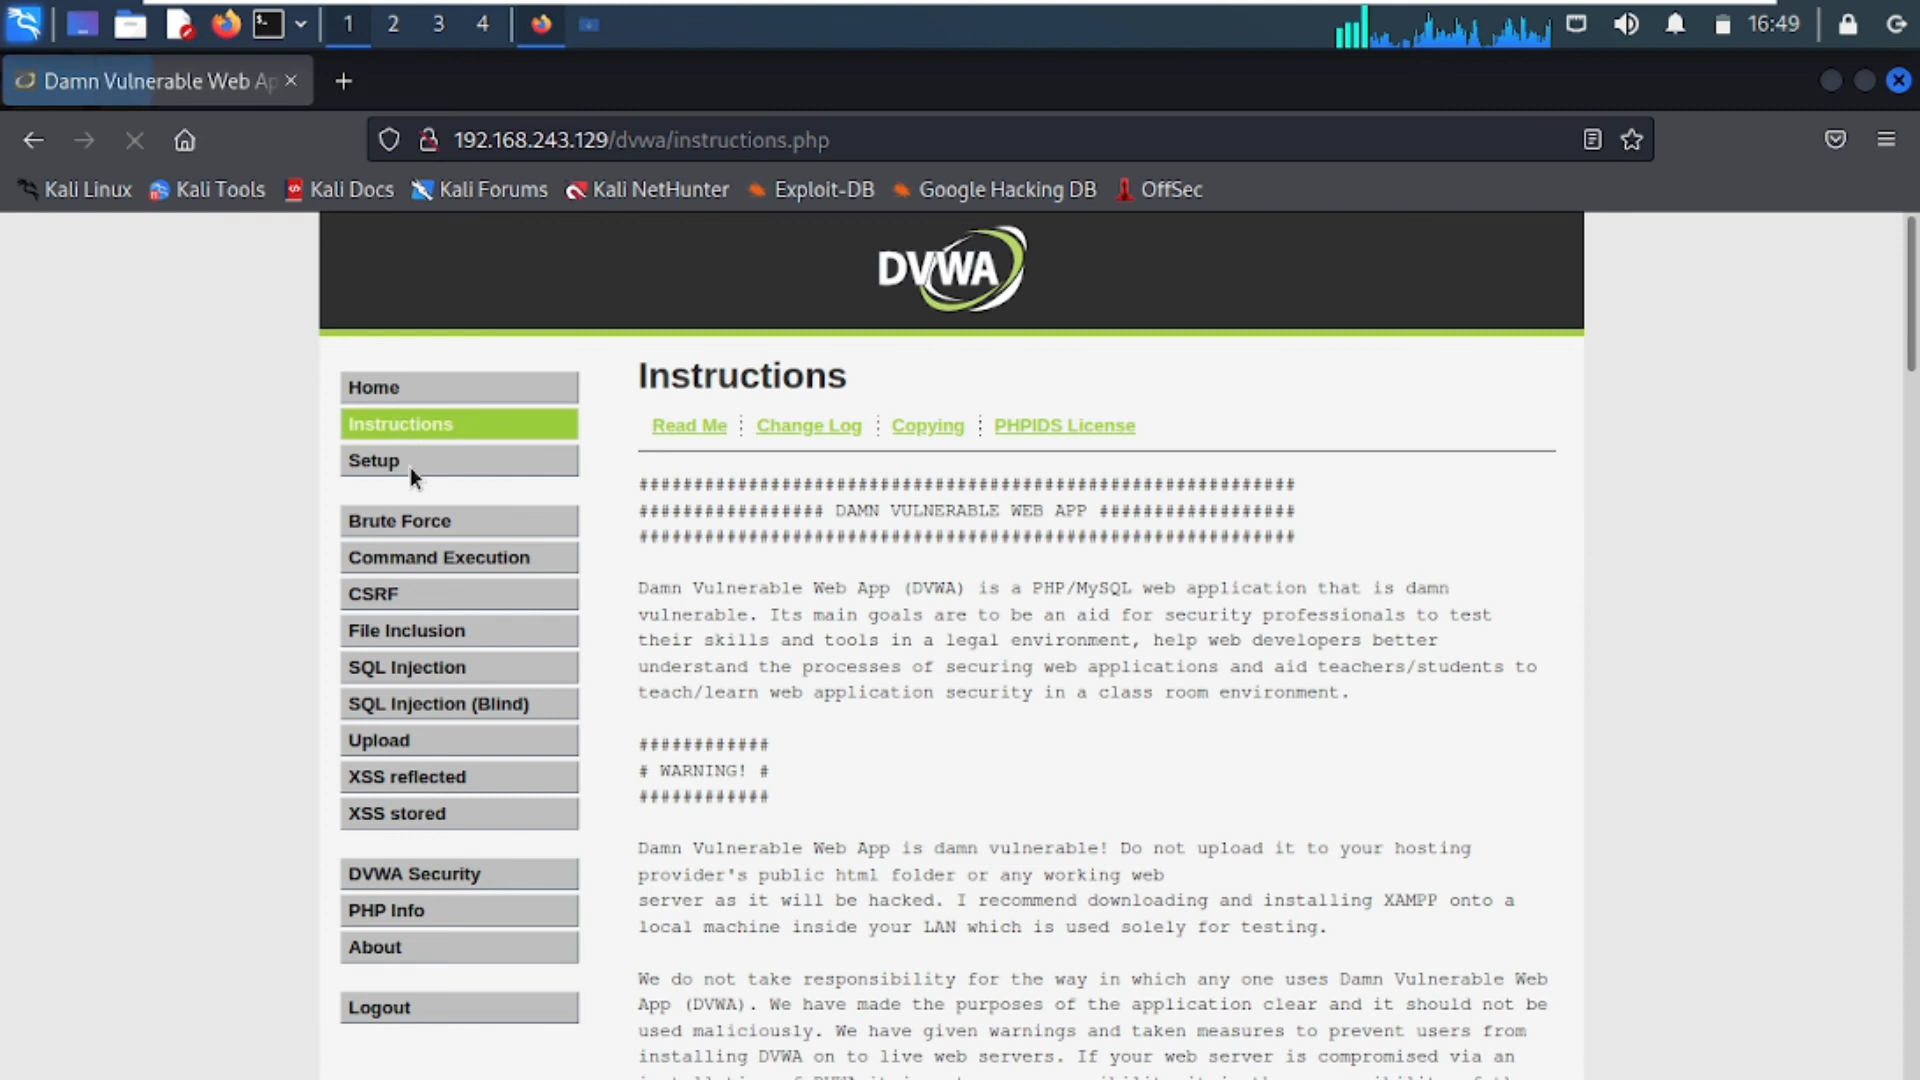 1 2 3 4 16:49
Damn Vulnerable Web Ap
192.168.243.129/dvwa/instructions.php
Kali Linux Kali Tools Kali Docs Kali Forums Kali NetHunter Exploit-DB Google Hacking DB OffSec
DVWA
Home
Instructions
Setup
Brute Force
Command Execution
CSRF
File Inclusion
SQL Injection
SQL Injection (Blind)
Upload
XSS reflected
XSS stored
DVWA Security
PHP Info
About
Logout
Instructions
Read Me Change Log Copying PHPIDS License
################# DAMN VULNERABLE WEB APP ##################
Damn Vulnerable Web App (DVWA) is a PHP/MySQL web application that is damn
vulnerable. Its main goals are to be an aid for security professionals to test
their skills and tools in a legal environment, help web developers better
understand the processes of securing web applications and aid teachers/students to
teach/learn web application security in a class room environment.
############
# WARNING! #
############
Damn Vulnerable Web App is damn vulnerable! Do not upload it to your hosting
provider's public html folder or any working web
server as it will be hacked. I recommend downloading and installing XAMPP onto a
local machine inside your LAN which is used solely for testing.
We do not take responsibility for the way in which any one uses Damn Vulnerable Web
App (DVWA). We have made the purposes of the application clear and it should not be
used maliciously. We have given warnings and taken measures to prevent users from
installing DVWA on to live web servers. If your web server is compromised via an